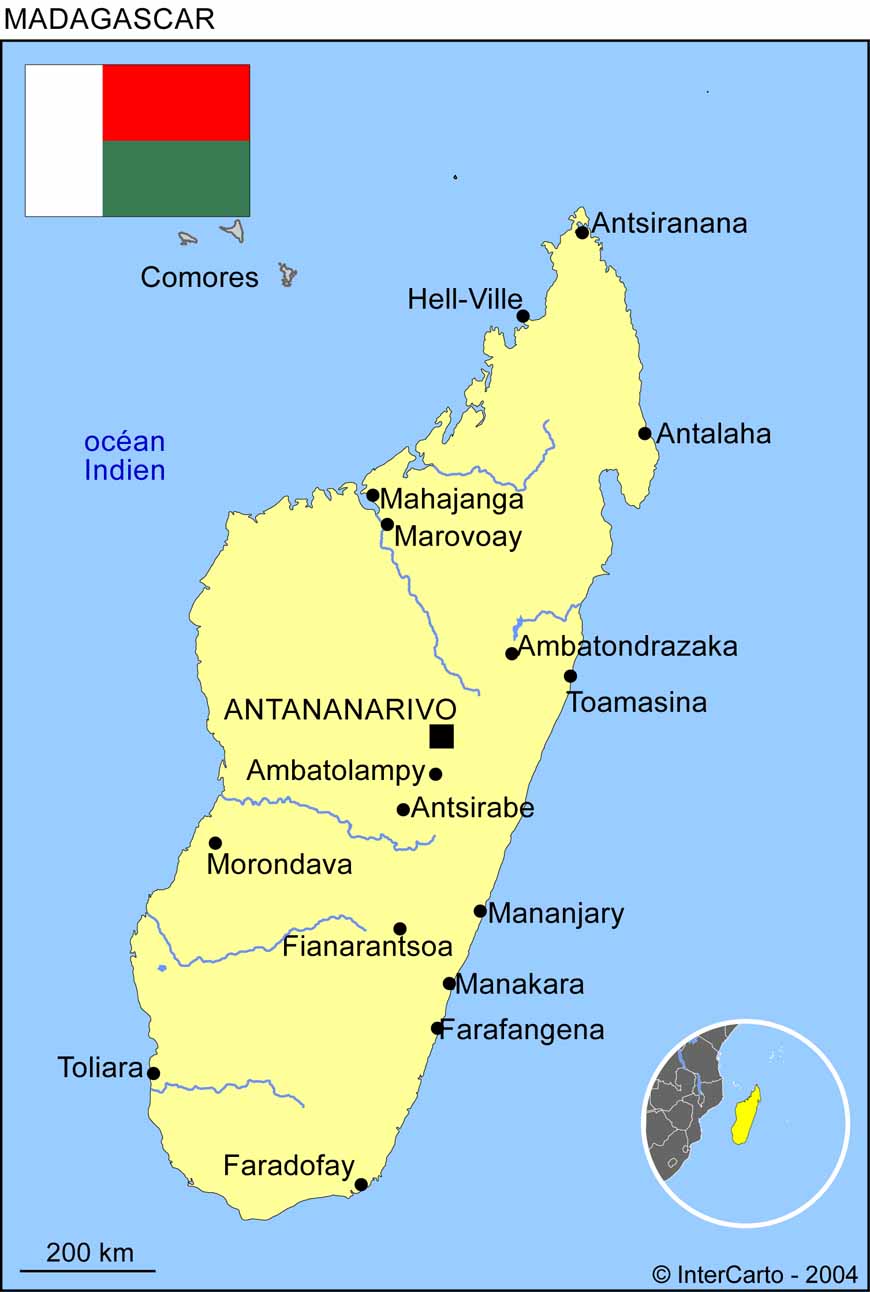 MADAGASCAR
Antsiranana
Comores
Hell-Ville
océan
Indien
Antalaha
Mahajanga
Marovoay
Ambatondrazaka
Toamasina
ANTANANARIVO
Ambatolampy
Antsirabe
Morondava
Mananjary
Fianarantsoa
Manakara
Farafangena
Toliara
Faradofay
200 km
© InterCarto - 2004